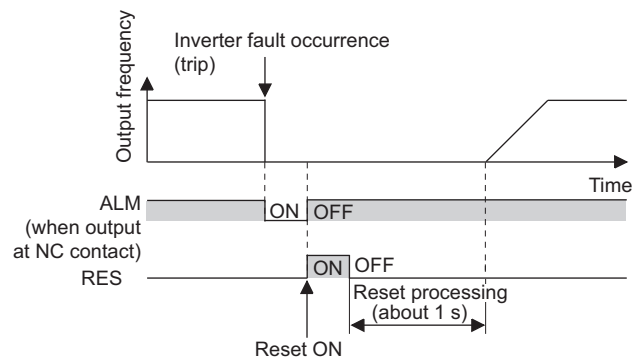 Inverter fault occurrence
(trip)
Output frequency
Time
ALM
(when output
at NC contact)
ON
OFF
RES
ON
OFF
Reset processing
(about 1 s)
Reset ON